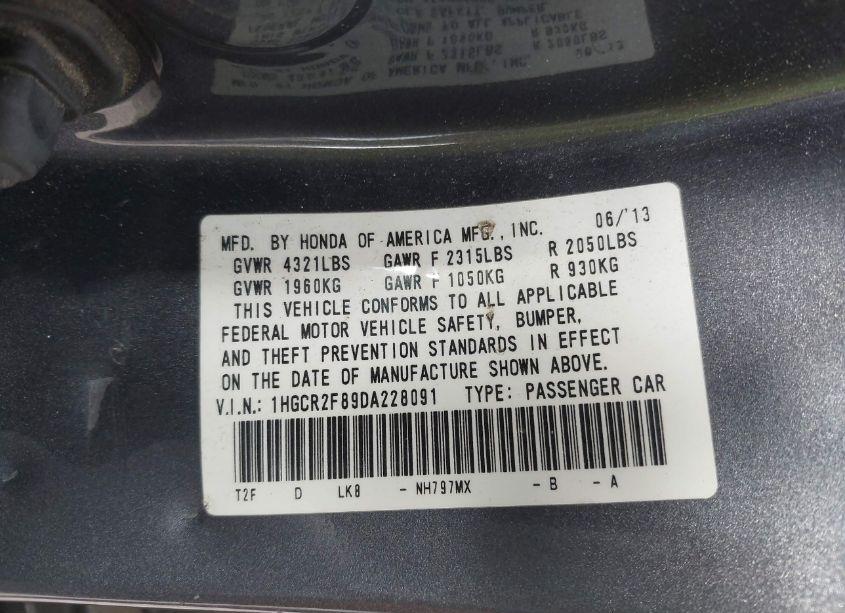 MFD. BY HONDA OF AMERICA MFG., INC. 06/'13
GVWR 4321LBS GAWR F 2315LBS R 2050LBS
GVWR 1960KG GAWR F 1050KG R 930KG
THIS VEHICLE CONFORMS TO ALL APPLICABLE
FEDERAL MOTOR VEHICLE SAFETY, BUMPER,
AND THEFT PREVENTION STANDARDS IN EFFECT
ON THE DATE OF MANUFACTURE SHOWN ABOVE.
V.I.N.: 1HGCR2F89DA228091 TYPE: PASSENGER CAR
T2F D LK8 - NH797MX - B - A